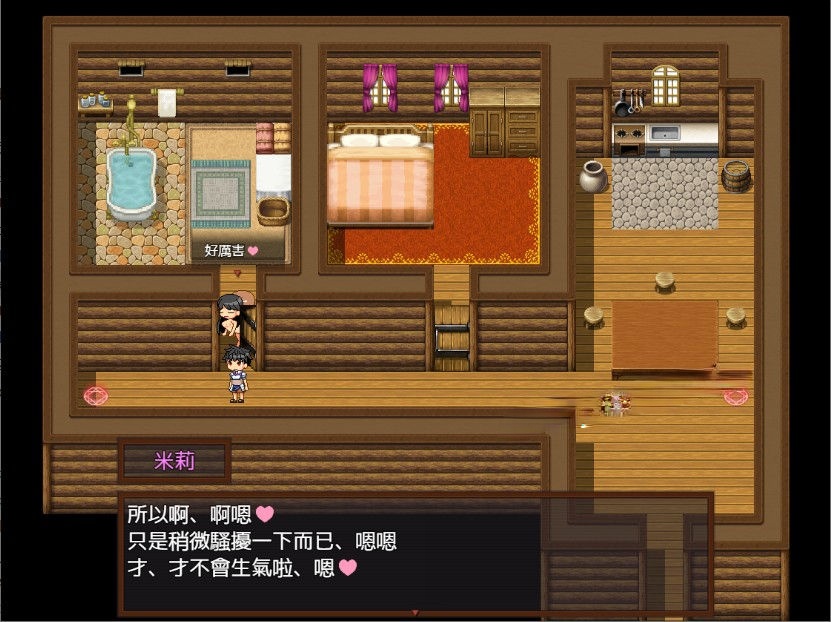 好厲害♥
米莉
所以啊、啊嗯♥
只是稍微騷擾一下而已、嗯嗯
才、才不會生氣啦、嗯♥